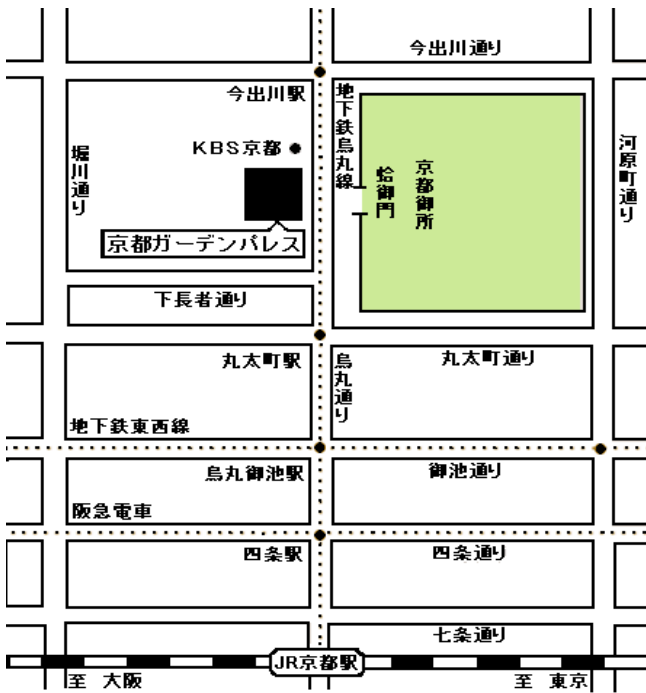 今出川通り
今出川駅
地下鉄烏丸線
KBS京都
堀川通り
蛤御門
京都御所
河原町通り
京都ガーデンパレス
下長者通り
丸太町駅
烏丸通り
丸太町通り
地下鉄東西線
烏丸御池駅
御池通り
阪急電車
四条駅
四条通り
七条通り
JR京都駅
至 大阪
至 東京